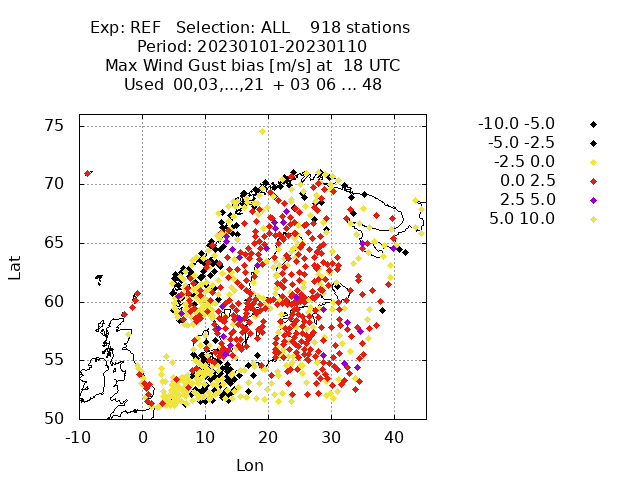 Exp: REF   Selection: ALL    918 stations
Period: 20230101-20230110
Max Wind Gust bias [m/s] at  18 UTC
Used  00,03,...,21  + 03 06 ... 48
-10.0 -5.0
-5.0 -2.5
-2.5 0.0
0.0 2.5
2.5 5.0
5.0 10.0
75
70
65
60
55
50
Lat
-10 0 10 20 30 40
Lon